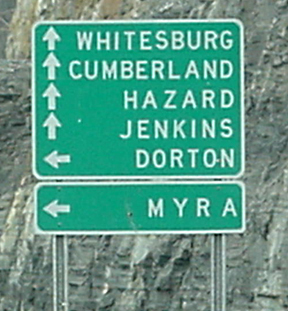 ↑ WHITESBURG
↑ CUMBERLAND
↑ HAZARD
↑ JENKINS
← DORTON
← MYRA